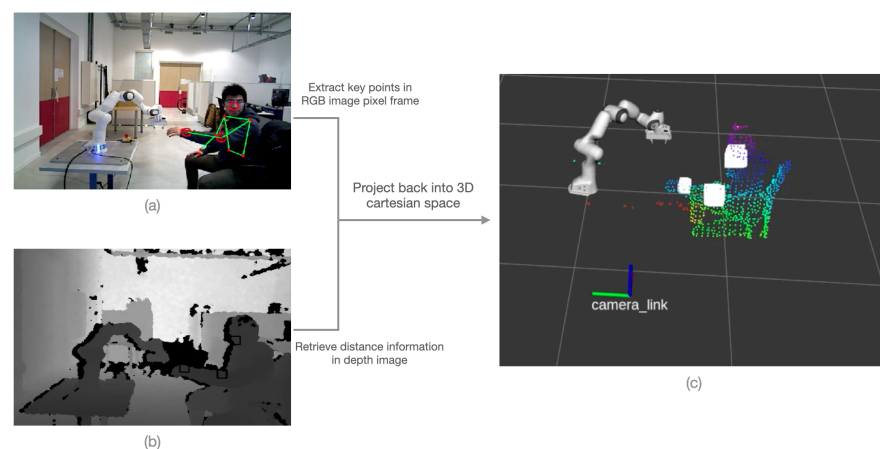 Extract key points in
RGB image pixel frame
(a)
Project back into 3D
cartesian space
camera_link
Retrieve distance information
in depth image
(c)
(b)